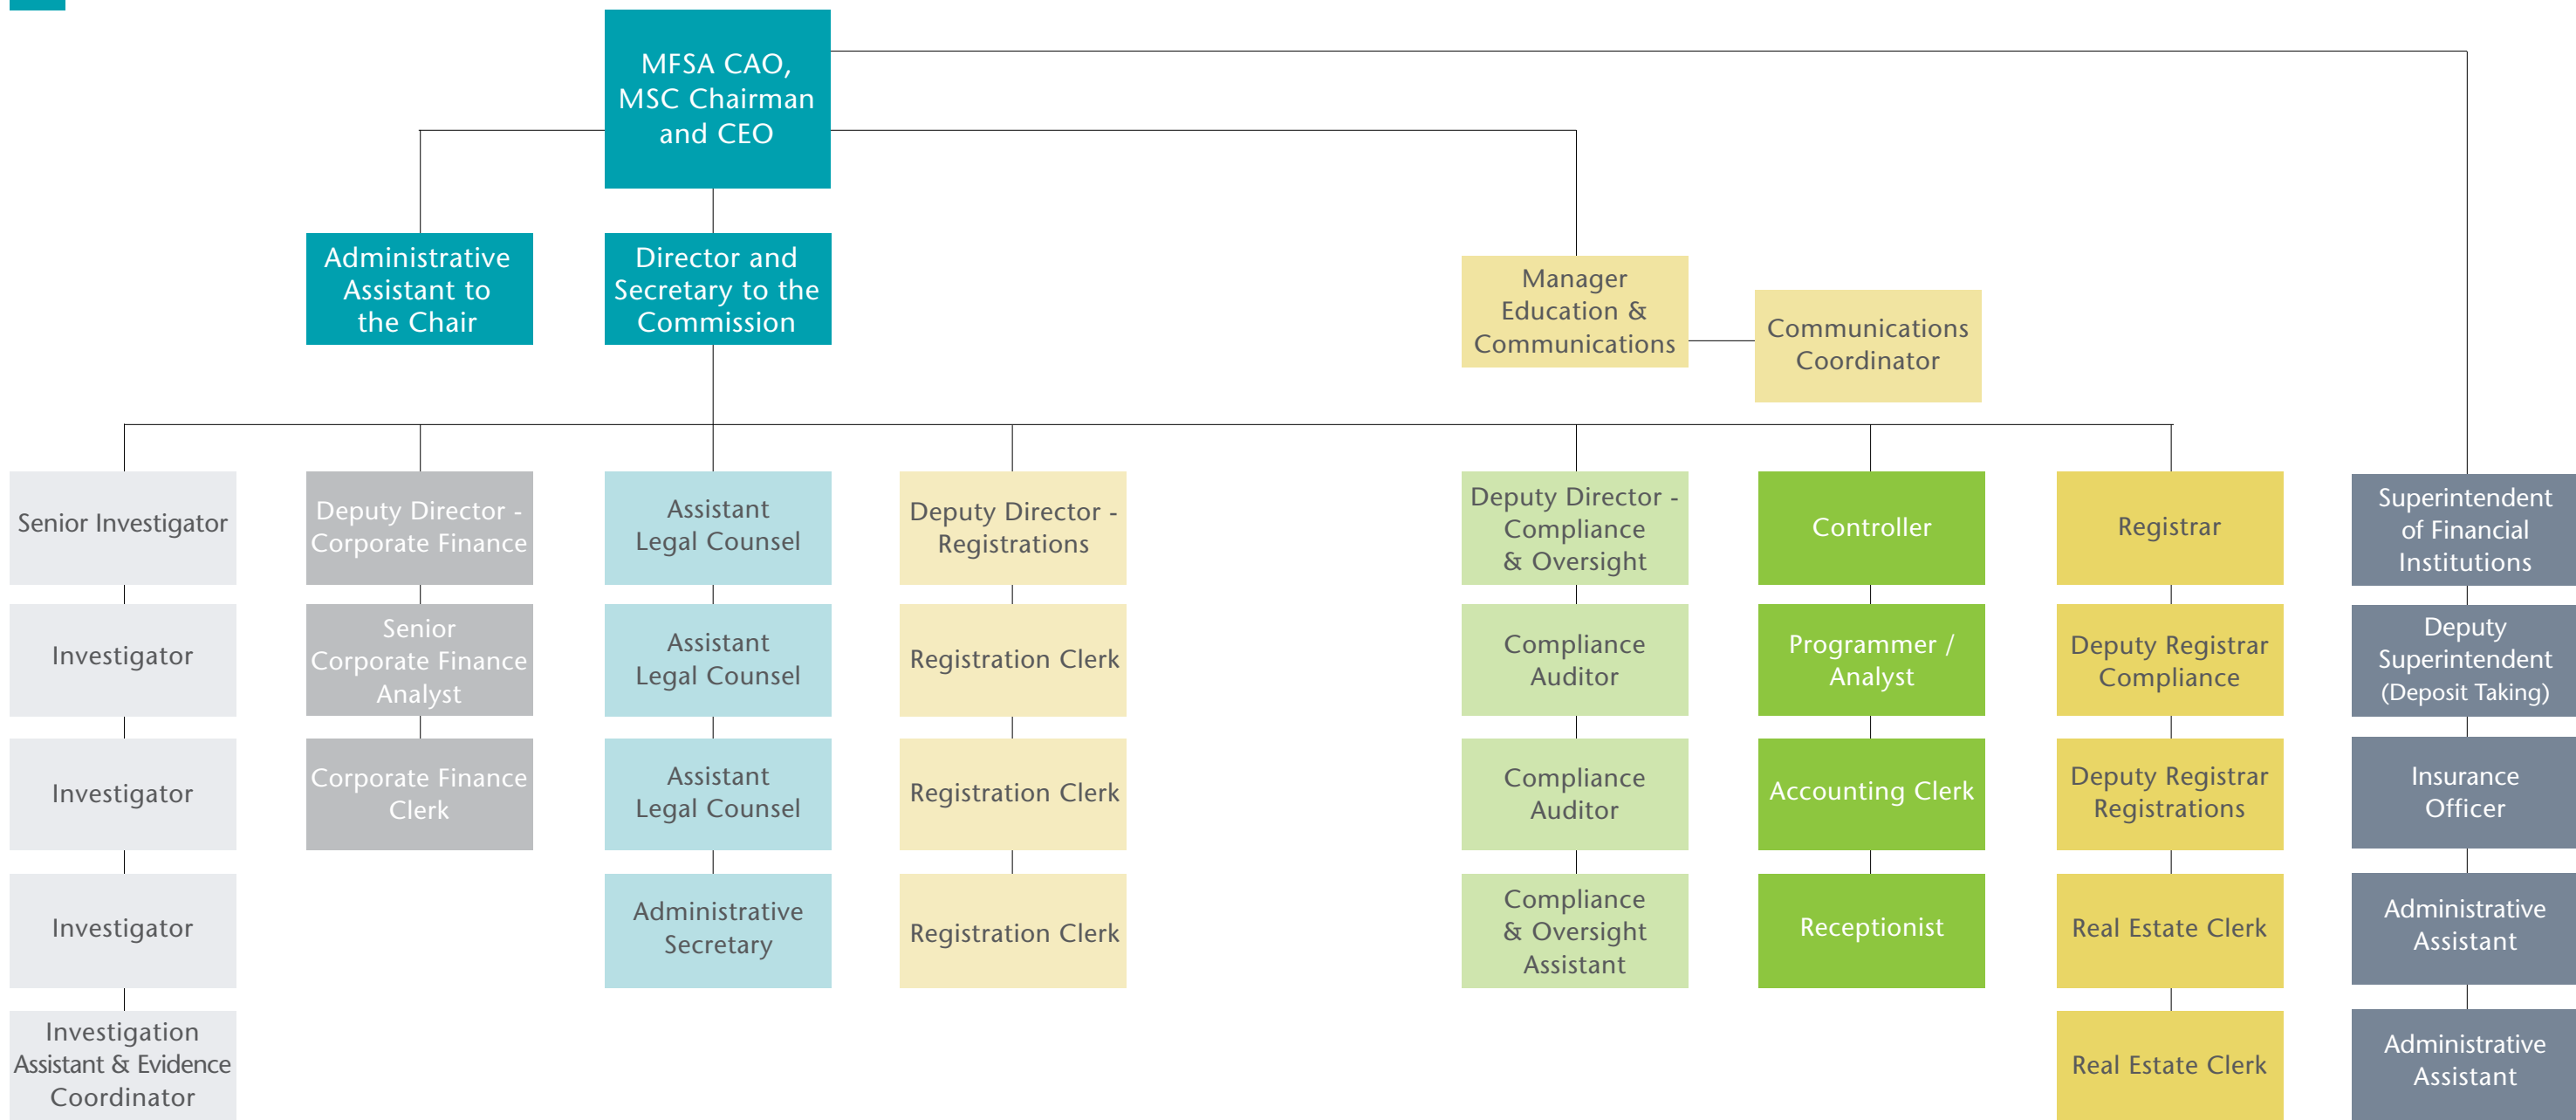 MFSA CAO,
MSC Chairman
and CEO
Administrative
Assistant to
the Chair
Director and
Secretary to the
Commission
Manager
Education &
Communications
Communications
Coordinator
Senior Investigator
Investigator
Investigator
Investigator
Investigation
Assistant & Evidence
Coordinator
Deputy Director -
Corporate Finance
Senior
Corporate Finance
Analyst
Corporate Finance
Clerk
Assistant
Legal Counsel
Assistant
Legal Counsel
Assistant
Legal Counsel
Administrative
Secretary
Deputy Director -
Registrations
Registration Clerk
Registration Clerk
Registration Clerk
Deputy Director -
Compliance
& Oversight
Compliance
Auditor
Compliance
Auditor
Compliance
& Oversight
Assistant
Controller
Programmer /
Analyst
Accounting Clerk
Receptionist
Registrar
Deputy Registrar
Compliance
Deputy Registrar
Registrations
Real Estate Clerk
Real Estate Clerk
Superintendent
of Financial
Institutions
Deputy
Superintendent
(Deposit Taking)
Insurance
Officer
Administrative
Assistant
Administrative
Assistant